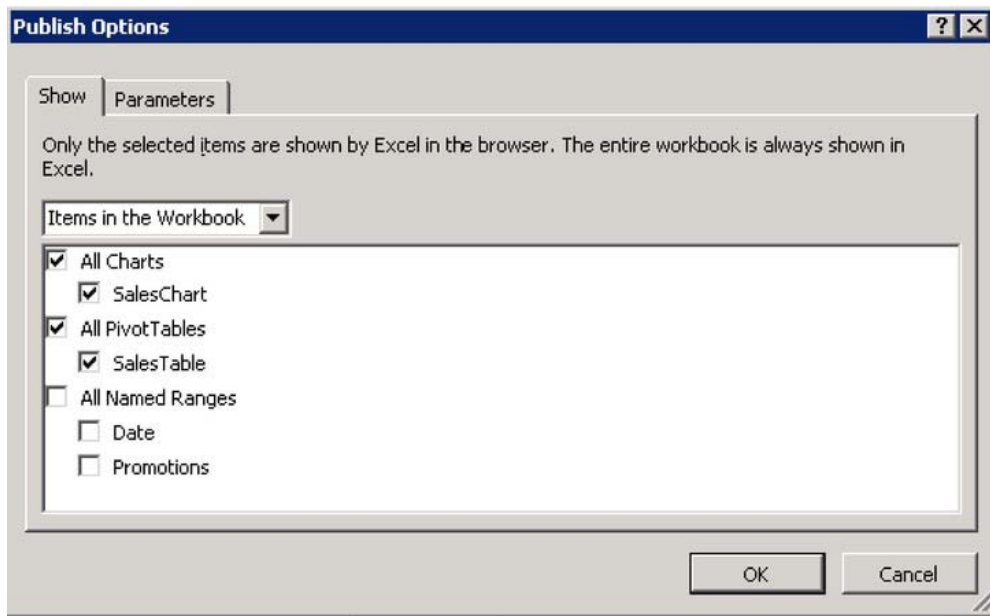 Publish Options
Show
Parameters
Only the selected items are shown by Excel in the browser. The entire workbook is always shown in
Excel.
Items in the Workbook
All Charts
SalesChart
All PivotTables
SalesTable
All Named Ranges
Date
Promotions
OK
Cancel